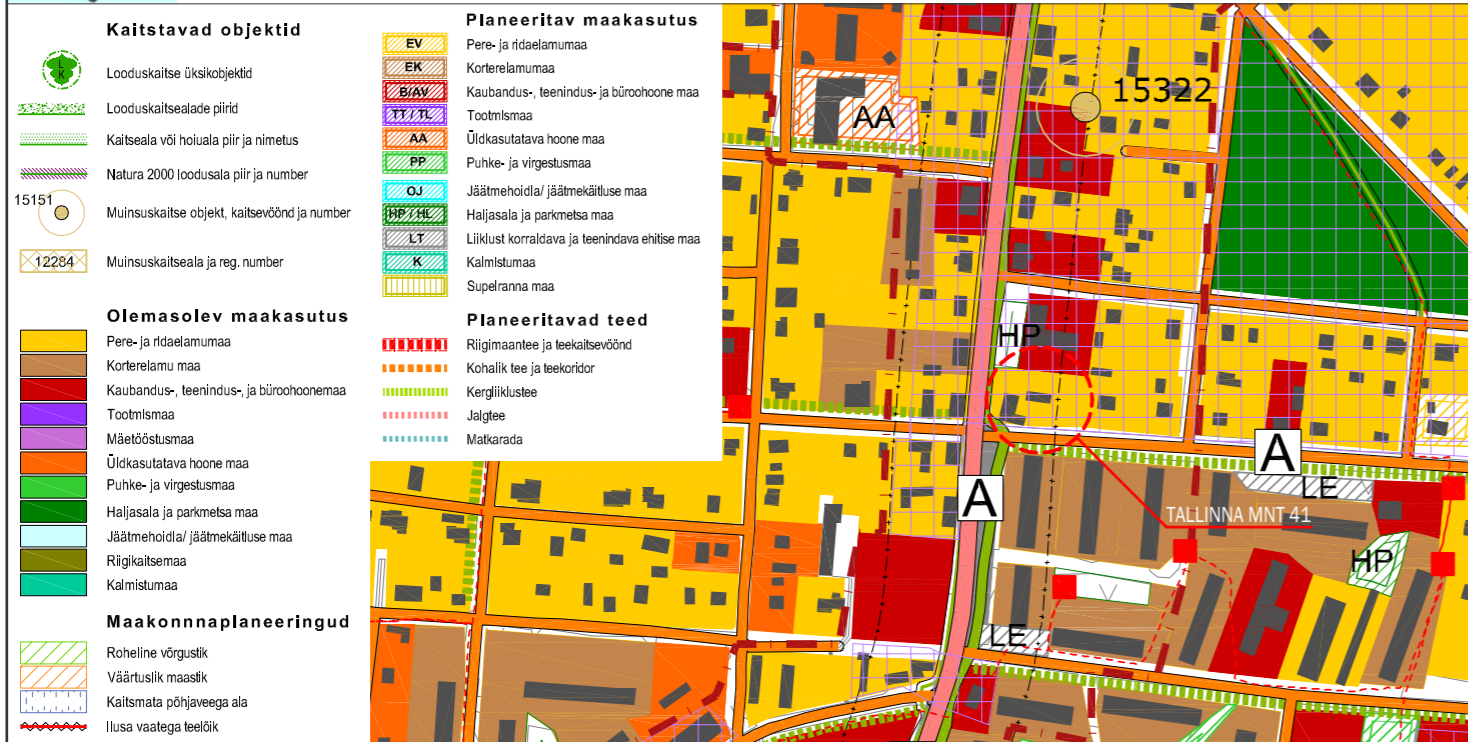 Kaitstavad objektid
L
K
Looduskaitse üksikobjektid
Looduskaitsealade piirid
Kaitseala või hoiuala piir ja nimetus
Natura 2000 loodusala piir ja number
15151
Muinsuskaitse objekt, kaitsevöönd ja number
12284
Muinsuskaitseala ja reg. number
Olemasolev maakasutus
Pere- ja ridaelamumaa
Korterelamu maa
Kaubandus-, teenindus-, ja büroohoonemaa
Tootmismaa
Mäetööstusmaa
Üldkasutatava hoone maa
Puhke- ja virgestusmaa
Haljasala ja parkmetsa maa
Jäätmehoidla/ jäätmekäitluse maa
Riigikaitsemaa
Kalmistumaa
Maakonnnaplaneeringud
Roheline võrgustik
Väärtuslik maastik
Kaitsmata põhjaveega ala
Ilusa vaatega teelõik
Planeeritav maakasutus
EV
Pere- ja ridaelamumaa
EK
Korterelamumaa
B/AV
Kaubandus-, teenindus- ja büroohoone maa
TT / TL
Tootmismaa
AA
Üldkasutatava hoone maa
PP
Puhke- ja virgestusmaa
OJ
Jäätmehoidla/ jäätmekäitluse maa
HP / HL
Haljasala ja parkmetsa maa
LT
Liiklust korraldava ja teenindava ehitise maa
K
Kalmistumaa
Supelranna maa
Planeeritavad teed
Riigimaantee ja teekaitsevöönd
Kohalik tee ja teekoridor
Kergliiklustee
Jalgtee
Matkarada
15322
AA
HP
A
LE
A
TALLINNA MNT 41
HP
LE